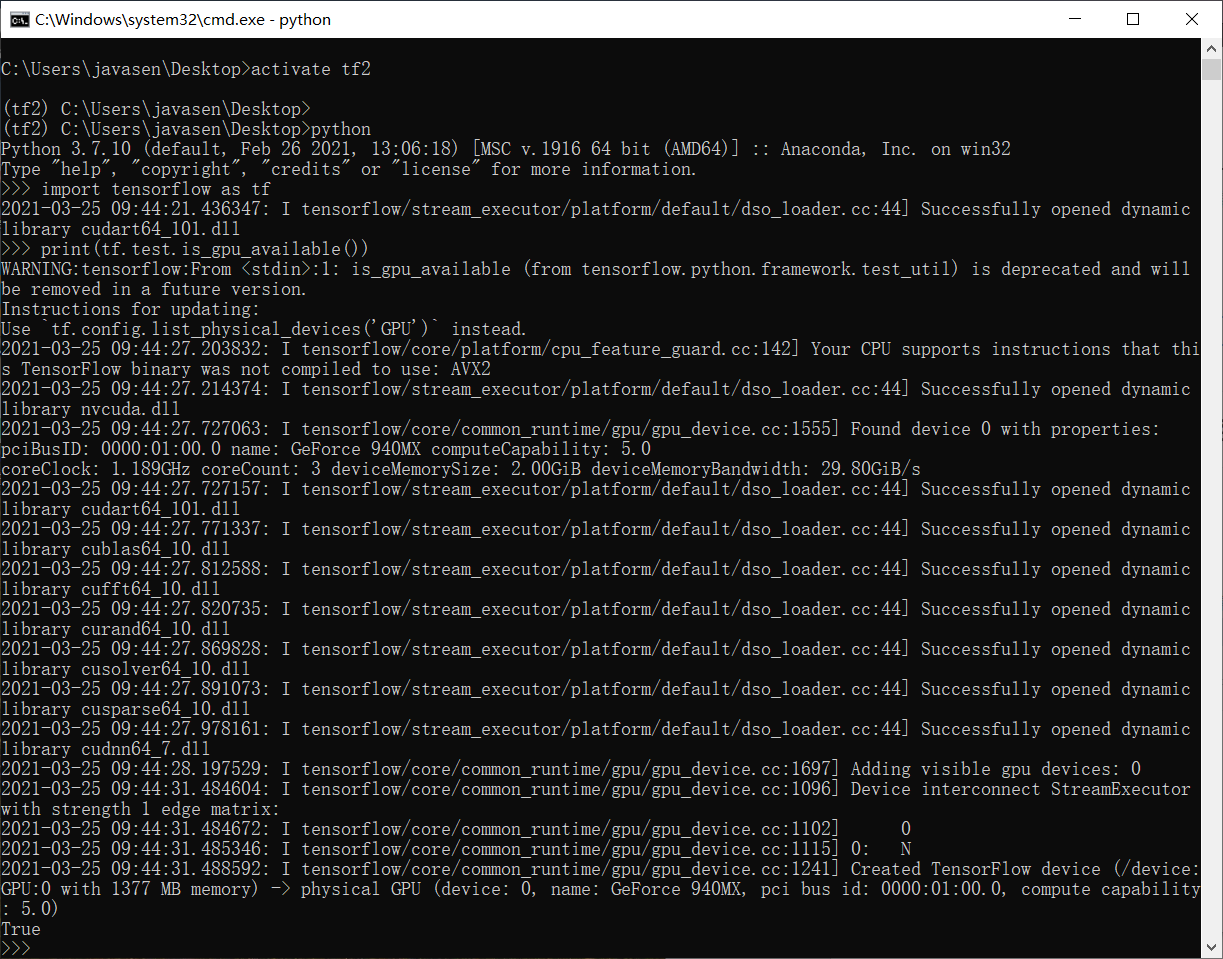 C:\Windows\system32\cmd.exe - python
C:\Users\javasen\Desktop>activate tf2
(tf2) C:\Users\javasen\Desktop>
(tf2) C:\Users\javasen\Desktop>python
Python 3.7.10 (default, Feb 26 2021, 13:06:18) [MSC v.1916 64 bit (AMD64)] :: Anaconda, Inc. on win32
Type "help", "copyright", "credits" or "license" for more information.
>>> import tensorflow as tf
2021-03-25 09:44:21.436347: I tensorflow/stream_executor/platform/default/dso_loader.cc:44] Successfully opened dynamic
library cudart64_101.dll
>>> print(tf.test.is_gpu_available())
WARNING:tensorflow:From <stdin>:1: is_gpu_available (from tensorflow.python.framework.test_util) is deprecated and will
be removed in a future version.
Instructions for updating:
Use `tf.config.list_physical_devices('GPU')` instead.
2021-03-25 09:44:27.203832: I tensorflow/core/platform/cpu_feature_guard.cc:142] Your CPU supports instructions that thi
s TensorFlow binary was not compiled to use: AVX2
2021-03-25 09:44:27.214374: I tensorflow/stream_executor/platform/default/dso_loader.cc:44] Successfully opened dynamic
library nvcuda.dll
2021-03-25 09:44:27.727063: I tensorflow/core/common_runtime/gpu/gpu_device.cc:1555] Found device 0 with properties:
pciBusID: 0000:01:00.0 name: GeForce 940MX computeCapability: 5.0
coreClock: 1.189GHz coreCount: 3 deviceMemorySize: 2.00GiB deviceMemoryBandwidth: 29.80GiB/s
2021-03-25 09:44:27.727157: I tensorflow/stream_executor/platform/default/dso_loader.cc:44] Successfully opened dynamic
library cudart64_101.dll
2021-03-25 09:44:27.771337: I tensorflow/stream_executor/platform/default/dso_loader.cc:44] Successfully opened dynamic
library cublas64_10.dll
2021-03-25 09:44:27.812588: I tensorflow/stream_executor/platform/default/dso_loader.cc:44] Successfully opened dynamic
library cufft64_10.dll
2021-03-25 09:44:27.820735: I tensorflow/stream_executor/platform/default/dso_loader.cc:44] Successfully opened dynamic
library curand64_10.dll
2021-03-25 09:44:27.869828: I tensorflow/stream_executor/platform/default/dso_loader.cc:44] Successfully opened dynamic
library cusolver64_10.dll
2021-03-25 09:44:27.891073: I tensorflow/stream_executor/platform/default/dso_loader.cc:44] Successfully opened dynamic
library cusparse64_10.dll
2021-03-25 09:44:27.978161: I tensorflow/stream_executor/platform/default/dso_loader.cc:44] Successfully opened dynamic
library cudnn64_7.dll
2021-03-25 09:44:28.197529: I tensorflow/core/common_runtime/gpu/gpu_device.cc:1697] Adding visible gpu devices: 0
2021-03-25 09:44:31.484604: I tensorflow/core/common_runtime/gpu/gpu_device.cc:1096] Device interconnect StreamExecutor
with strength 1 edge matrix:
2021-03-25 09:44:31.484672: I tensorflow/core/common_runtime/gpu/gpu_device.cc:1102]      0
2021-03-25 09:44:31.485346: I tensorflow/core/common_runtime/gpu/gpu_device.cc:1115] 0:   N
2021-03-25 09:44:31.488592: I tensorflow/core/common_runtime/gpu/gpu_device.cc:1241] Created TensorFlow device (/device:
GPU:0 with 1377 MB memory) -> physical GPU (device: 0, name: GeForce 940MX, pci bus id: 0000:01:00.0, compute capability
: 5.0)
True
>>>